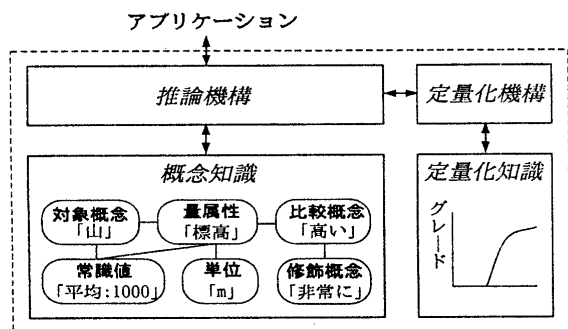 アプリケーション
推論機構
定量化機構
概念知識
定量化知識
対象概念
「山」
量属性
「標高」
比較概念
「高い」
常識値
「平均:1000」
単位
「m」
修飾概念
「非常に」
グレード